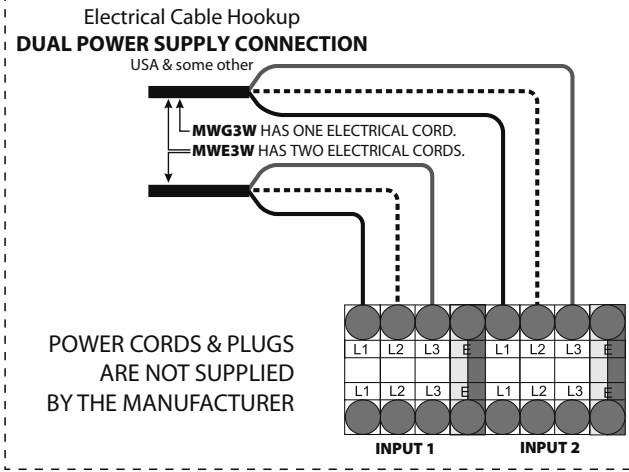 Electrical Cable Hookup
DUAL POWER SUPPLY CONNECTION
USA & some other
MWG3W HAS ONE ELECTRICAL CORD.
MWE3W HAS TWO ELECTRICAL CORDS.
POWER CORDS & PLUGS
ARE NOT SUPPLIED
BY THE MANUFACTURER
L1 L2 L3 E L1 L2 L3 E
L1 L2 L3 E L1 L2 L3 E
INPUT 1 INPUT 2